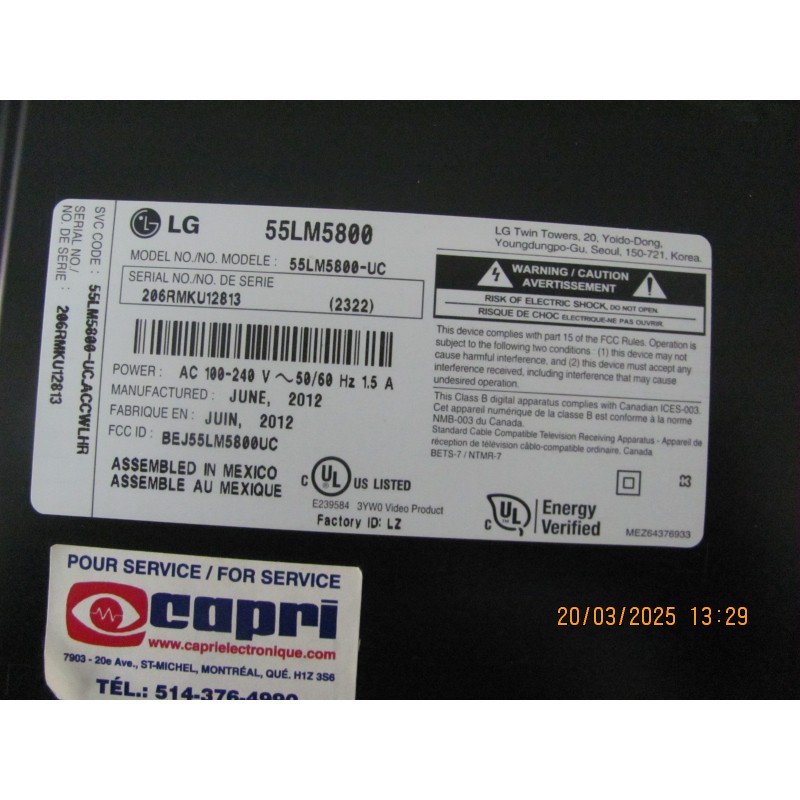 LG 55LM5800
MODEL NO./NO. MODELE : 55LM5800-UC
SERIAL NO./NO. DE SERIE
206RMKU12813 (2322)
POWER : AC 100-240 V ~ 50/60 Hz 1.5 A
MANUFACTURED : JUNE, 2012
FABRIQUE EN : JUIN, 2012
FCC ID : BEJ55LM5800UC
ASSEMBLED IN MEXICO
ASSEMBLE AU MEXIQUE
C UL US LISTED
E239584 3YW0 Video Product
Factory ID: LZ
SVC CODE : 55LM5800-UC.ACCWLHR
SERIAL NO./
NO. DE SERIE : 206RMKU12813
LG Twin Towers, 20, Yoido-Dong,
Youngdungpo-Gu, Seoul, 150-721, Korea.
WARNING / CAUTION
AVERTISSEMENT
RISK OF ELECTRIC SHOCK, DO NOT OPEN.
RISQUE DE CHOC ELECTRIQUE-NE PAS OUVRIR.
This device complies with part 15 of the FCC Rules. Operation is
subject to the following two conditions : (1) this device may not
cause harmful interference, and (2) this device must accept any
interference received, including interference that may cause
undesired operation.
This Class B digital apparatus complies with Canadian ICES-003.
Cet appareil numérique de la classe B est conforme à la norme
NMB-003 du Canada.
Standard Cable Compatible Television Receiving Apparatus - Appareil de
réception de télévision câblo-compatible ordinaire. Canada
BETS-7 / NTMR-7
C UL Energy
Verified
MEZ64376933
POUR SERVICE / FOR SERVICE
capri
www.caprielectronique.com
7903 - 20e Ave., ST-MICHEL, MONTRÉAL, QUÉ. H1Z 3S6
TÉL.: 514-376-4990
20/03/2025 13:29